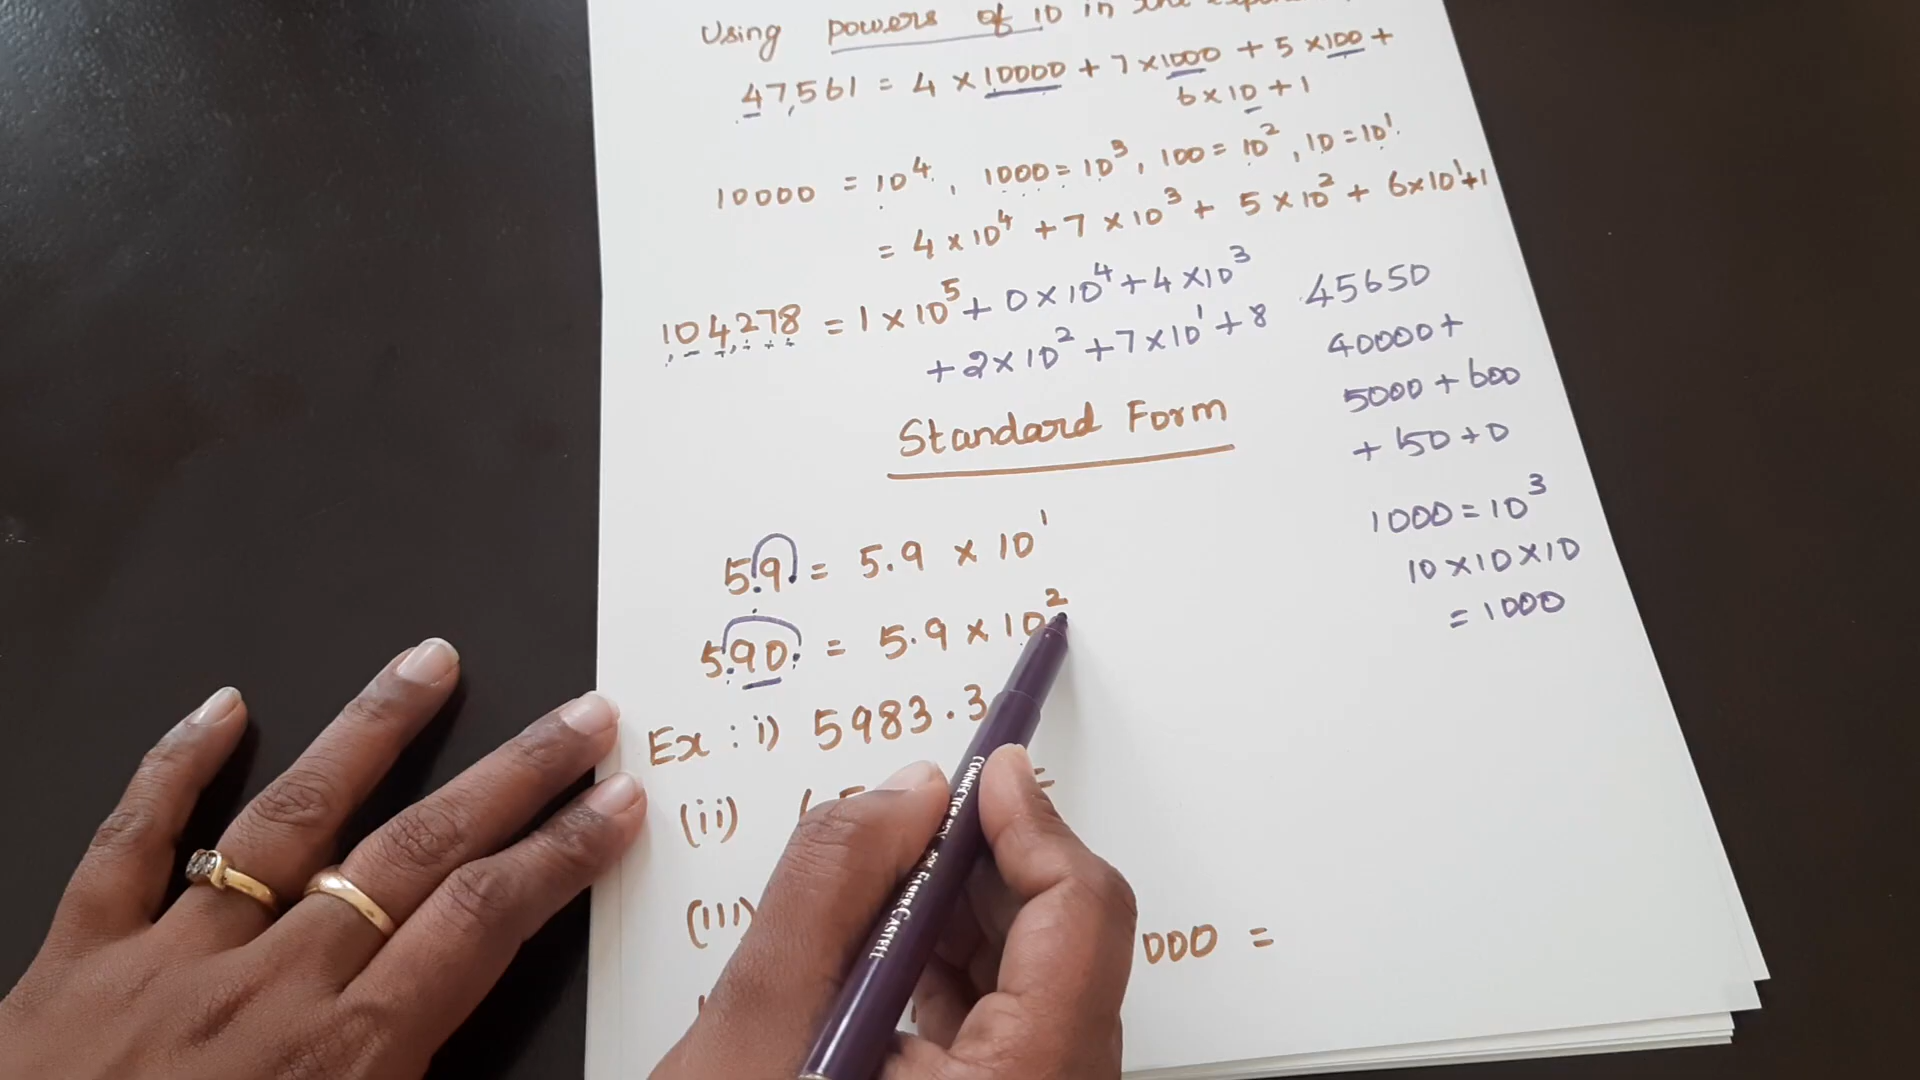 Using powers of 10 in
47,561 = 4 × 10000 + 7 × 1000 + 5 × 100 +
6 × 10 + 1
10000 = 10⁴, 1000 = 10³, 100 = 10², 10 = 10¹
= 4 × 10⁴ + 7 × 10³ + 5 × 10² + 6 × 10¹ + 1
104,278 = 1 × 10⁵ + 0 × 10⁴ + 4 × 10³
+ 2 × 10² + 7 × 10¹ + 8
45650
40000 +
5000 + 600
+ 50 + 0
1000 = 10³
10 × 10 × 10
= 1000
Standard Form
59 = 5.9 × 10¹
590 = 5.9 × 10²
Ex : i) 5983.3
(ii) =
(iii) 000 =
CONNECTOR PEN FABER CASTELL